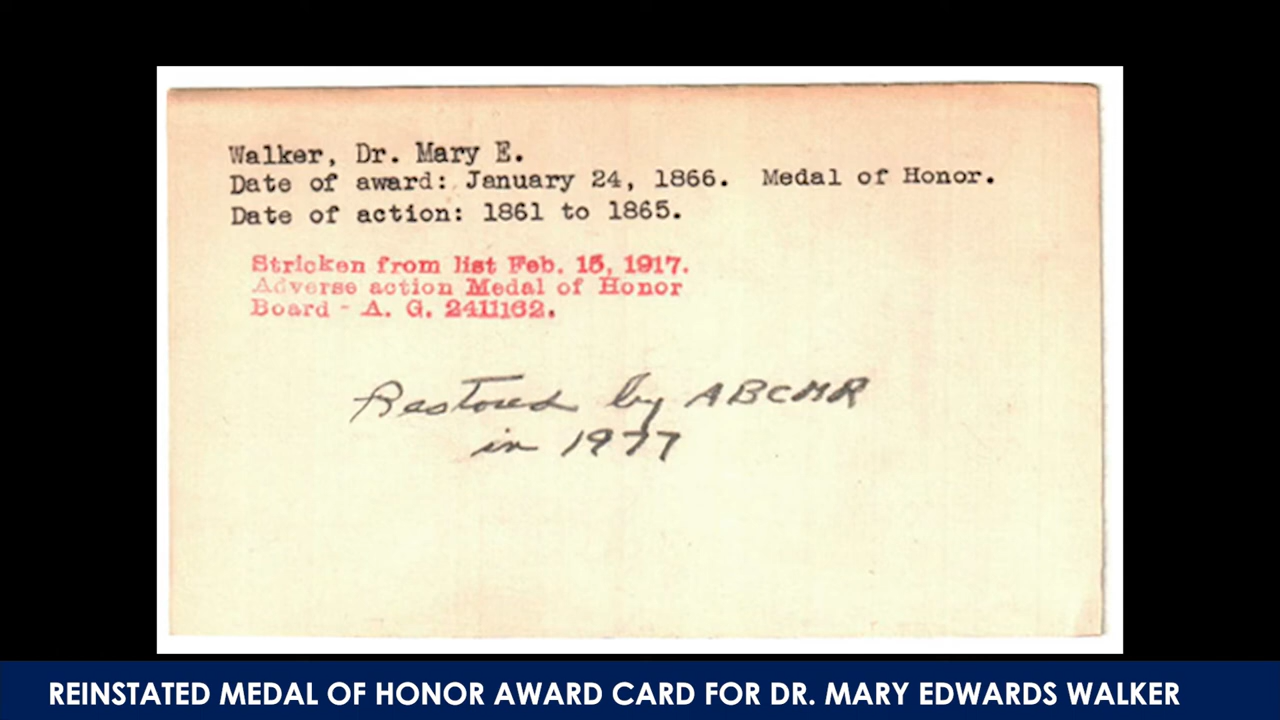 Walker, Dr. Mary E.
Date of award: January 24, 1866. Medal of Honor.
Date of action: 1861 to 1865.
Stricken from list Feb. 15, 1917.
Adverse action Medal of Honor
Board - A. G. 2411162.
Restored by ABCMR
in 1977
REINSTATED MEDAL OF HONOR AWARD CARD FOR DR. MARY EDWARDS WALKER